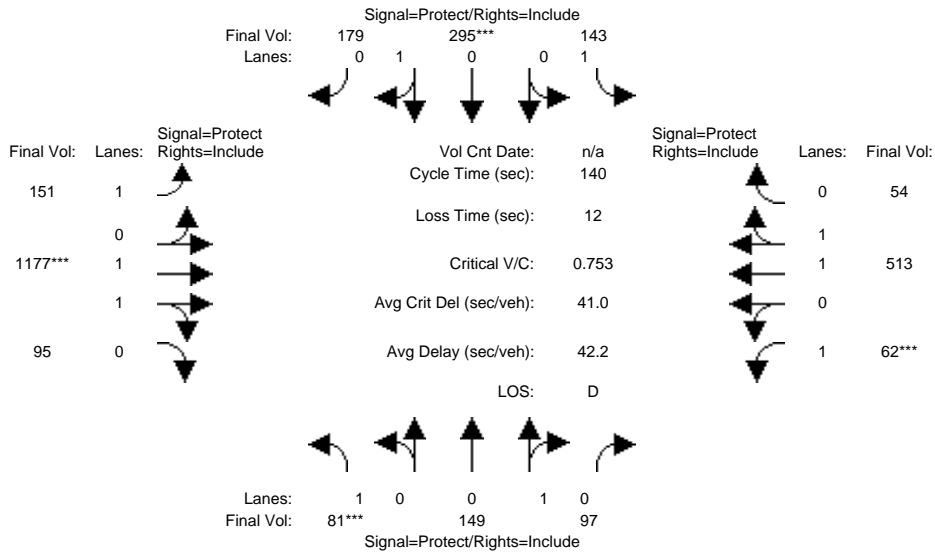 Signal=Protect/Rights=Include
Final Vol: 179 295*** 143
Lanes: 0 1 0 0 1
Signal=Protect Signal=Protect
Final Vol: Lanes: Rights=Include Vol Cnt Date: n/a Rights=Include Lanes: Final Vol:
Cycle Time (sec): 140
151 1 0 54
Loss Time (sec): 12
0 1
1177*** 1 Critical V/C: 0.753 1 513
1 Avg Crit Del (sec/veh): 41.0 0
95 0 Avg Delay (sec/veh): 42.2 1 62***
LOS: D
Lanes: 1 0 0 1 0
Final Vol: 81*** 149 97
Signal=Protect/Rights=Include